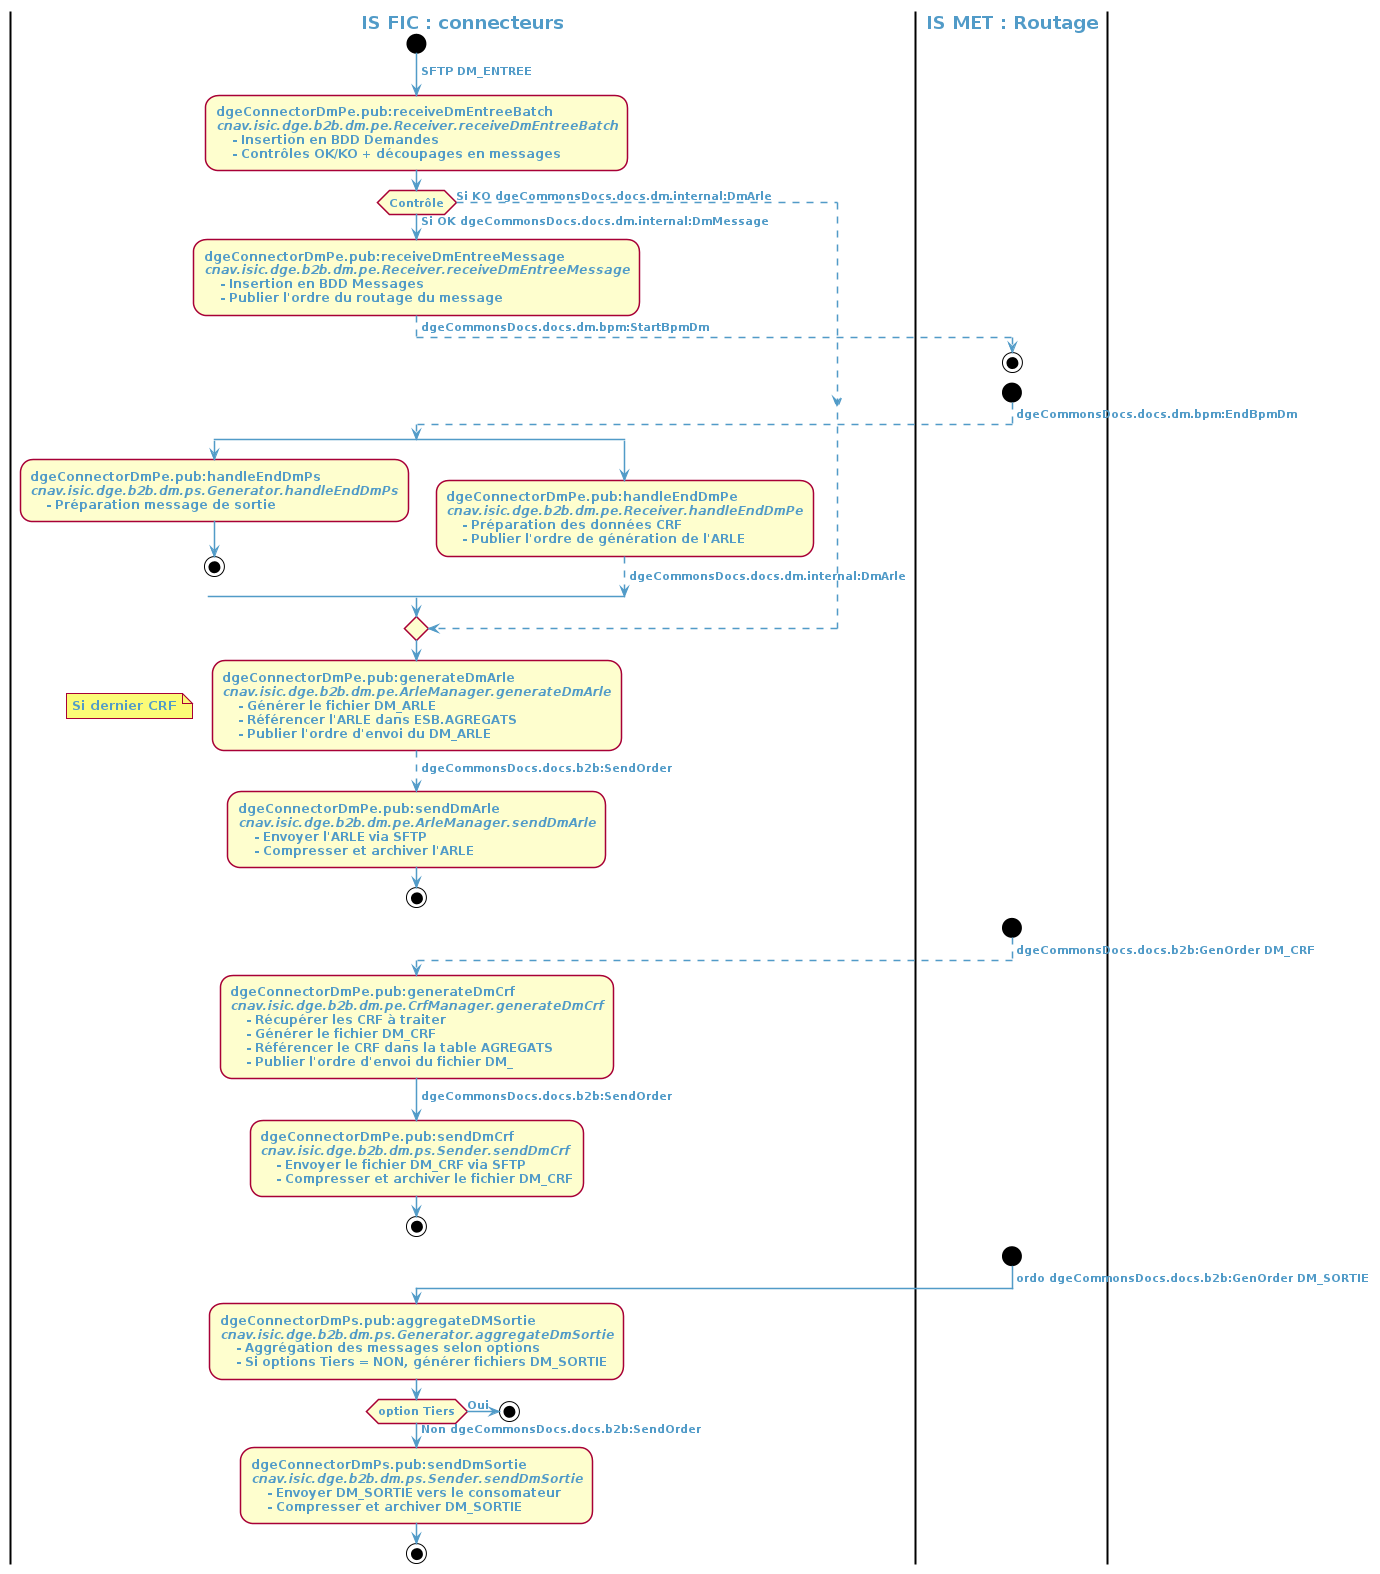 IS FIC : connecteurs
IS MET : Routage
SFTP DM_ENTREE
dgeConnectorDmPe.pub:receiveDmEntreeBatch
cnav.isic.dge.b2b.dm.pe.Receiver.receiveDmEntreeBatch
- Insertion en BDD Demandes
- Contrôles OK/KO + découpages en messages
Contrôle
Si KO dgeCommonsDocs.docs.dm.internal:DmArle
Si OK dgeCommonsDocs.docs.dm.internal:DmMessage
dgeConnectorDmPe.pub:receiveDmEntreeMessage
cnav.isic.dge.b2b.dm.pe.Receiver.receiveDmEntreeMessage
- Insertion en BDD Messages
- Publier l'ordre du routage du message
dgeCommonsDocs.docs.dm.bpm:StartBpmDm
dgeCommonsDocs.docs.dm.bpm:EndBpmDm
dgeConnectorDmPe.pub:handleEndDmPs
cnav.isic.dge.b2b.dm.ps.Generator.handleEndDmPs
- Préparation message de sortie
dgeConnectorDmPe.pub:handleEndDmPe
cnav.isic.dge.b2b.dm.pe.Receiver.handleEndDmPe
- Préparation des données CRF
- Publier l'ordre de génération de l'ARLE
dgeCommonsDocs.docs.dm.internal:DmArle
Si dernier CRF
dgeConnectorDmPe.pub:generateDmArle
cnav.isic.dge.b2b.dm.pe.ArleManager.generateDmArle
- Générer le fichier DM_ARLE
- Référencer l'ARLE dans ESB.AGREGATS
- Publier l'ordre d'envoi du DM_ARLE
dgeCommonsDocs.docs.b2b:SendOrder
dgeConnectorDmPe.pub:sendDmArle
cnav.isic.dge.b2b.dm.pe.ArleManager.sendDmArle
- Envoyer l'ARLE via SFTP
- Compresser et archiver l'ARLE
dgeCommonsDocs.docs.b2b:GenOrder DM_CRF
dgeConnectorDmPe.pub:generateDmCrf
cnav.isic.dge.b2b.dm.pe.CrfManager.generateDmCrf
- Récupérer les CRF à traiter
- Générer le fichier DM_CRF
- Référencer le CRF dans la table AGREGATS
- Publier l'ordre d'envoi du fichier DM_
dgeCommonsDocs.docs.b2b:SendOrder
dgeConnectorDmPe.pub:sendDmCrf
cnav.isic.dge.b2b.dm.ps.Sender.sendDmCrf
- Envoyer le fichier DM_CRF via SFTP
- Compresser et archiver le fichier DM_CRF
ordo dgeCommonsDocs.docs.b2b:GenOrder DM_SORTIE
dgeConnectorDmPs.pub:aggregateDMSortie
cnav.isic.dge.b2b.dm.ps.Generator.aggregateDmSortie
- Aggrégation des messages selon options
- Si options Tiers = NON, générer fichiers DM_SORTIE
option Tiers
Oui
Non dgeCommonsDocs.docs.b2b:SendOrder
dgeConnectorDmPs.pub:sendDmSortie
cnav.isic.dge.b2b.dm.ps.Sender.sendDmSortie
- Envoyer DM_SORTIE vers le consomateur
- Compresser et archiver DM_SORTIE